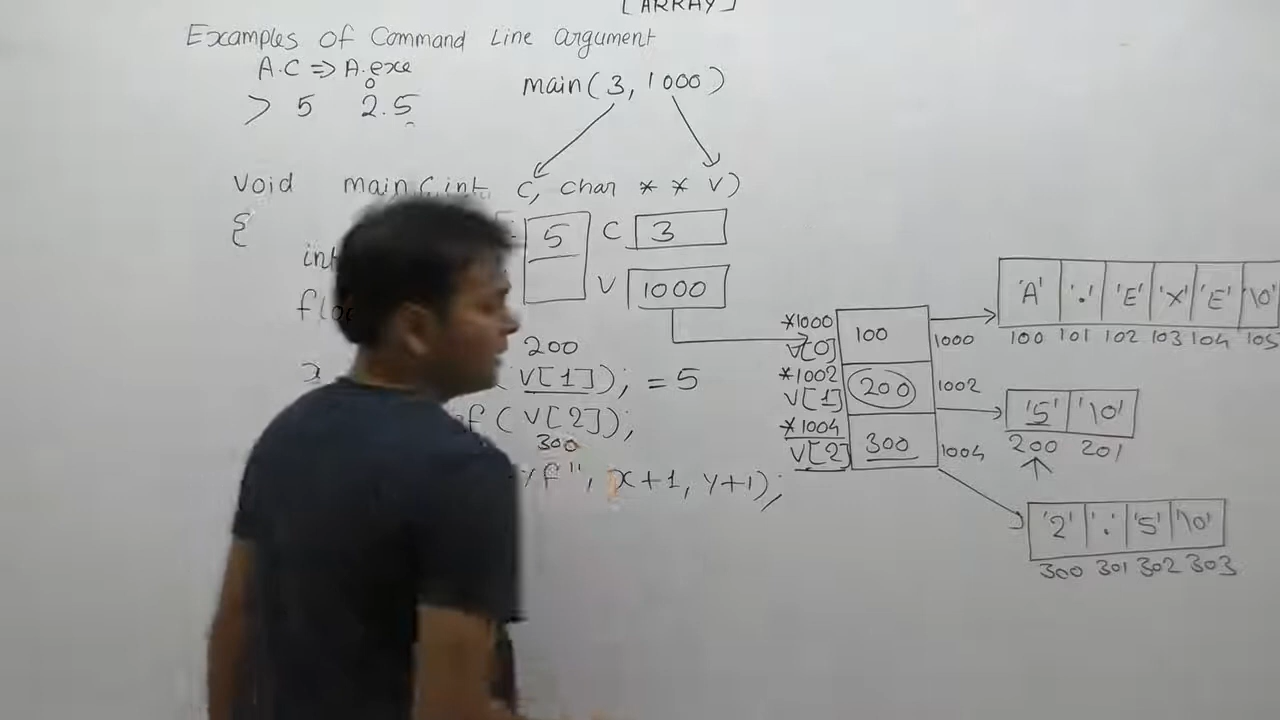 [ARRAY]
Examples of Command Line argument
A.C => A.exe
> 5 2.5
main(3, 1000)
void main(int C, char * * v)
{
5 C 3
int
V 1000
200
v[1]); = 5
f(v[2]);
300
f", x+1, y+1);
*1000 100 1000
v[0]
*1002 200 1002
v[1]
*1004 300 1004
v[2]
'A' '.' 'E' 'X' 'E' '\0'
100 101 102 103 104 105
'5' '\0'
200 201
'2' '.' '5' '\0'
300 301 302 303